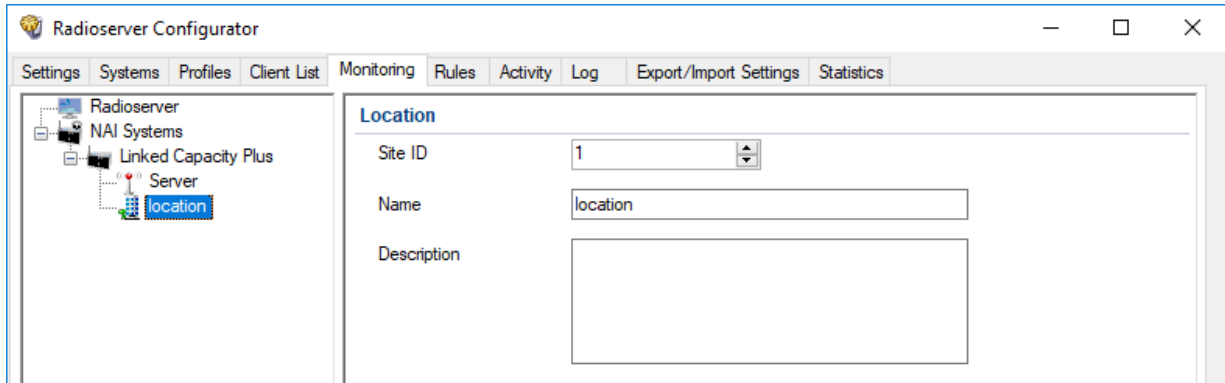 Radioserver Configurator
Settings Systems Profiles Client List Monitoring Rules Activity Log Export/Import Settings Statistics
Radioserver
NAI Systems
Linked Capacity Plus
Server
location
Location
Site ID 1
Name location
Description